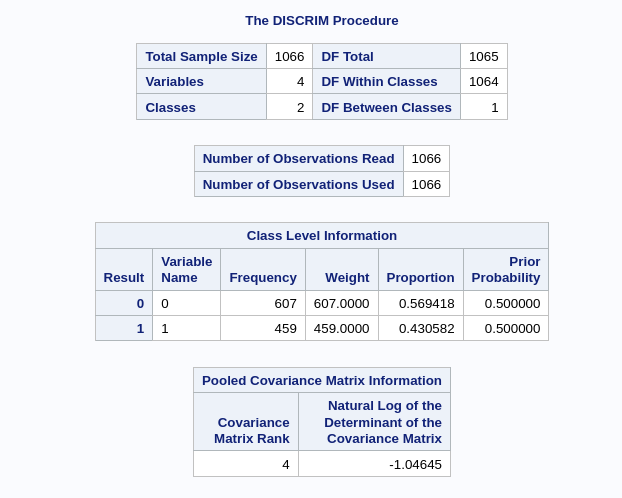 The DISCRIM Procedure
Total Sample Size 1066 DF Total 1065
Variables 4 DF Within Classes 1064
Classes 2 DF Between Classes 1
Number of Observations Read 1066
Number of Observations Used 1066
Class Level Information
Result Variable Name Frequency Weight Proportion Prior Probability
0 0 607 607.0000 0.569418 0.500000
1 1 459 459.0000 0.430582 0.500000
Pooled Covariance Matrix Information
Covariance Matrix Rank Natural Log of the Determinant of the Covariance Matrix
4 -1.04645